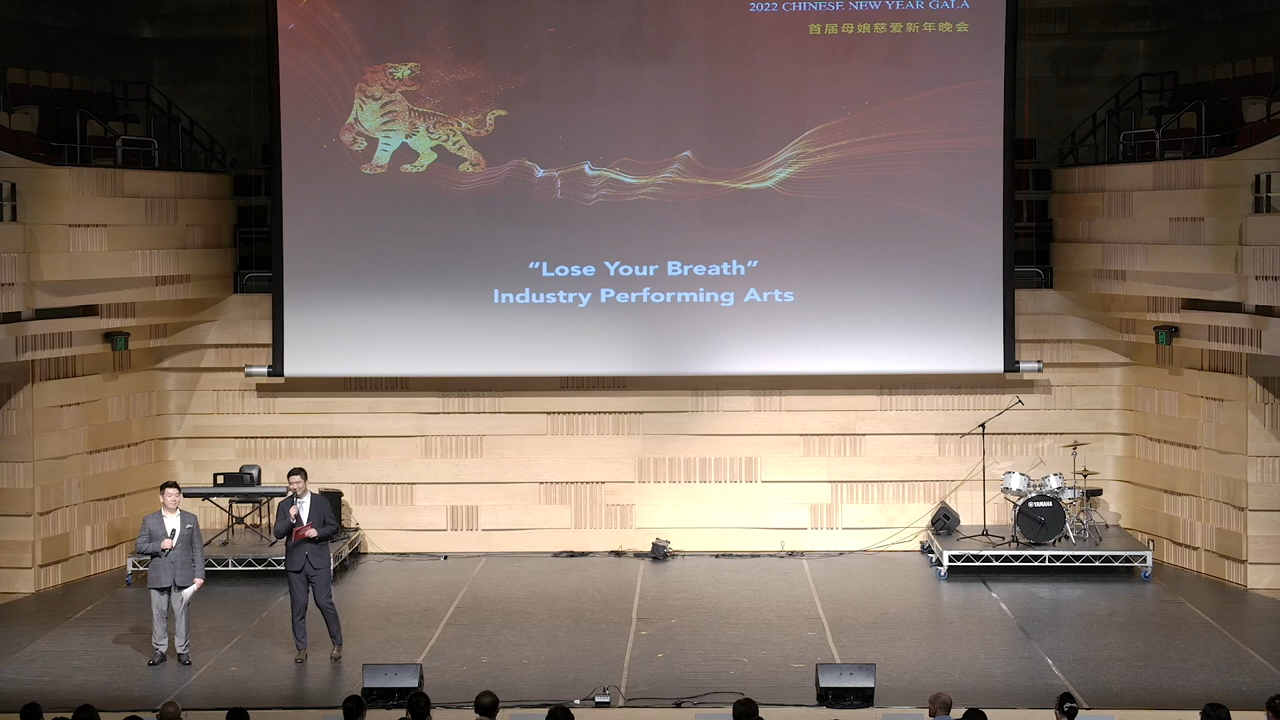 2022 CHINESE NEW YEAR GALA
首届母娘慈爱新年晚会
“Lose Your Breath”
Industry Performing Arts
YAMAHA